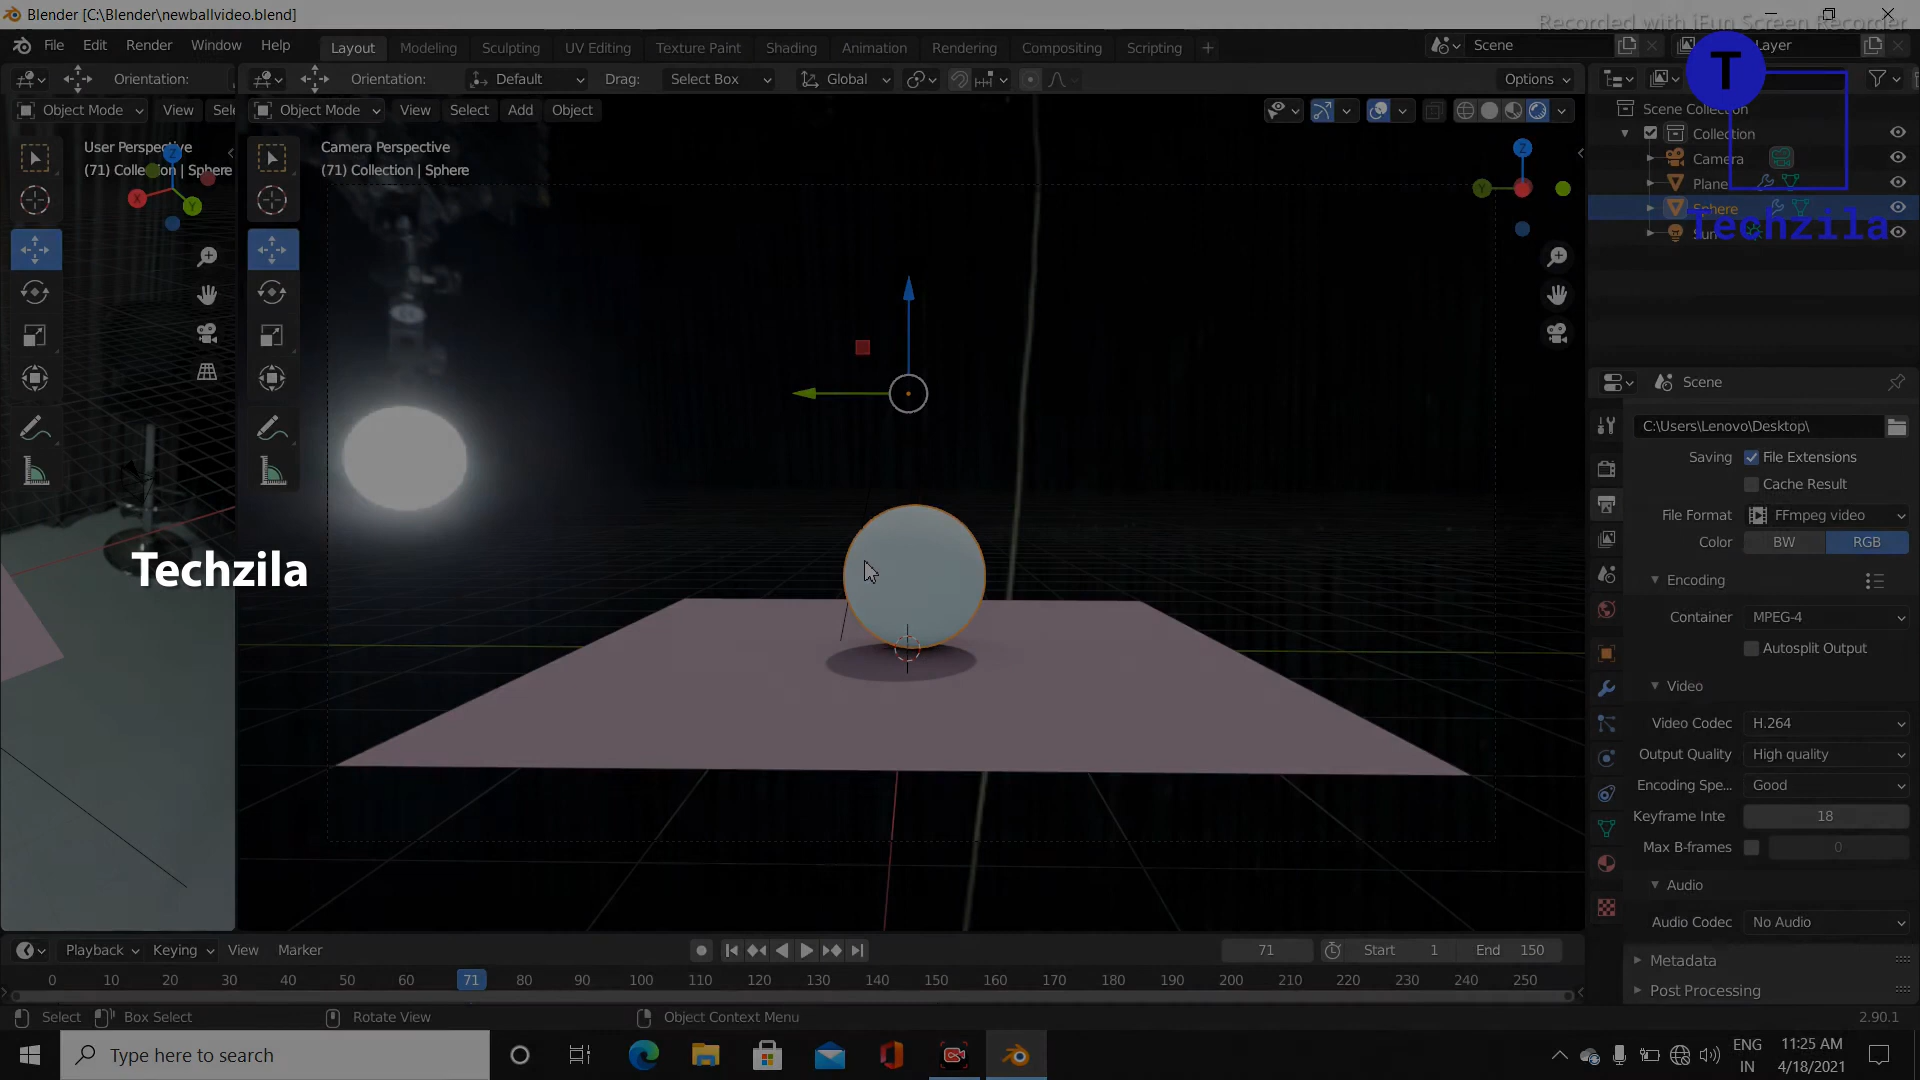 Blender [C:\Blender\newballvideo.blend]
Recorded with iFun Screen Recorder
File Edit Render Window Help
Layout Modeling Sculpting UV Editing Texture Paint Shading Animation Rendering Compositing Scripting
Scene
Layer
Orientation:
Orientation: Default Drag: Select Box Global Options
Object Mode View Sele
Object Mode View Select Add Object
User Perspective
(71) Collection | Sphere
Camera Perspective
(71) Collection | Sphere
X
Y
Z
Y
Z
T
Techzila
Scene Collection
Collection
Camera
Plane
Sphere
Sun
Scene
C:\Users\Lenovo\Desktop\
Saving File Extensions
Cache Result
File Format FFmpeg video
Color BW RGB
Encoding
Container MPEG-4
Autosplit Output
Video
Video Codec H.264
Output Quality High quality
Encoding Spe... Good
Keyframe Inte 18
Max B-frames 0
Audio
Audio Codec No Audio
Metadata
Post Processing
Techzila
Playback Keying View Marker
71 Start 1 End 150
0 10 20 30 40 50 60 71 80 90 100 110 120 130 140 150 160 170 180 190 200 210 220 230 240 250
Select Box Select Rotate View Object Context Menu 2.90.1
Type here to search
ENG
IN
11:25 AM
4/18/2021